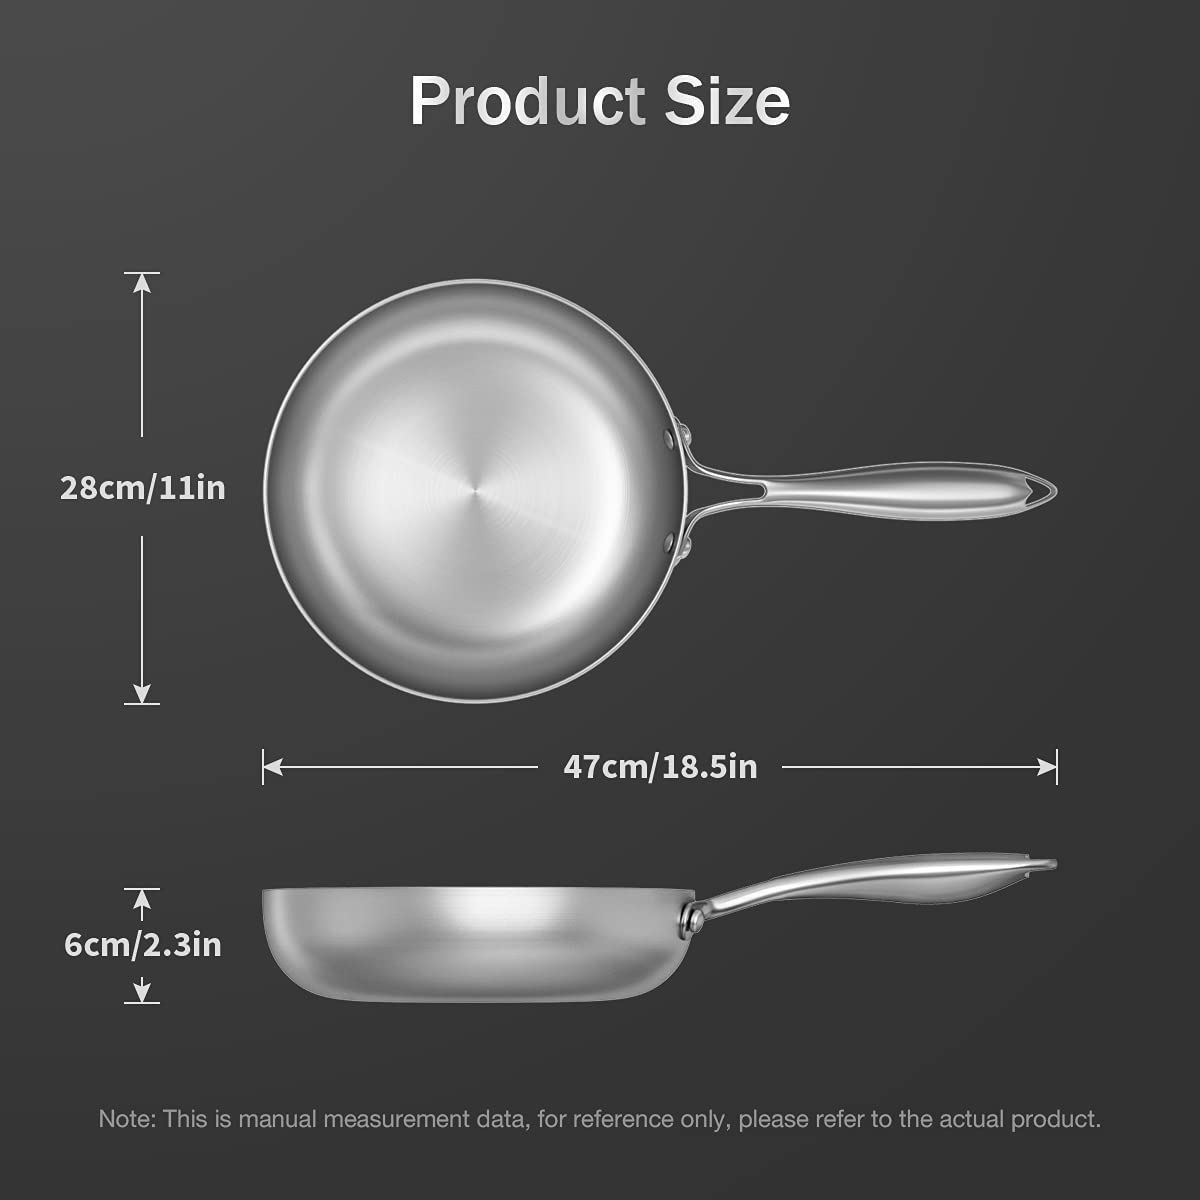 Product Size
28cm/11in
47cm/18.5in
6cm/2.3in
Note: This is manual measurement data, for reference only, please refer to the actual product.